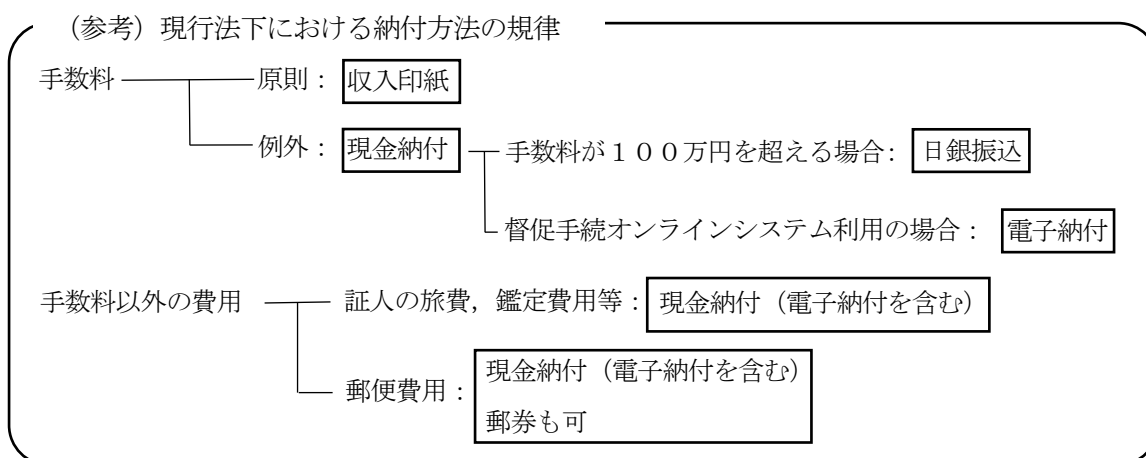 （参考）現行法下における納付方法の規律
手数料 原則： 収入印紙
例外： 現金納付 手数料が１００万円を超える場合： 日銀振込
督促手続オンラインシステム利用の場合： 電子納付
手数料以外の費用 証人の旅費，鑑定費用等： 現金納付（電子納付を含む）
郵便費用： 現金納付（電子納付を含む）
郵券も可